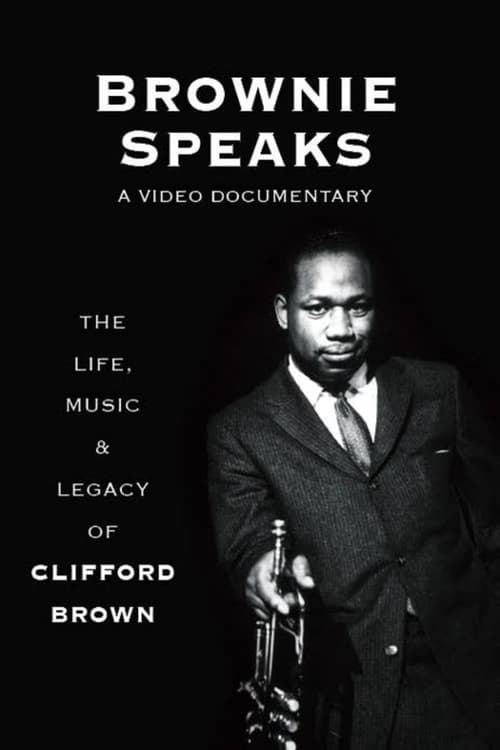 BROWNIE
SPEAKS
A VIDEO DOCUMENTARY
THE
LIFE,
MUSIC
&
LEGACY
OF
CLIFFORD
BROWN